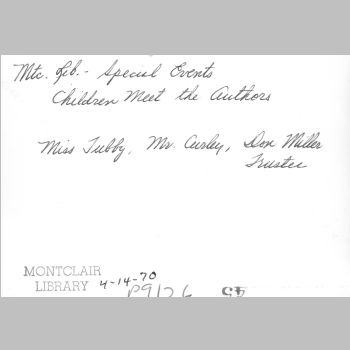 Mtc. Lib. - Special Events
Children Meet the Authors
Miss Tubby, Mr. Curley, Don Miller
Trustee
MONTCLAIR
LIBRARY 4-14-70